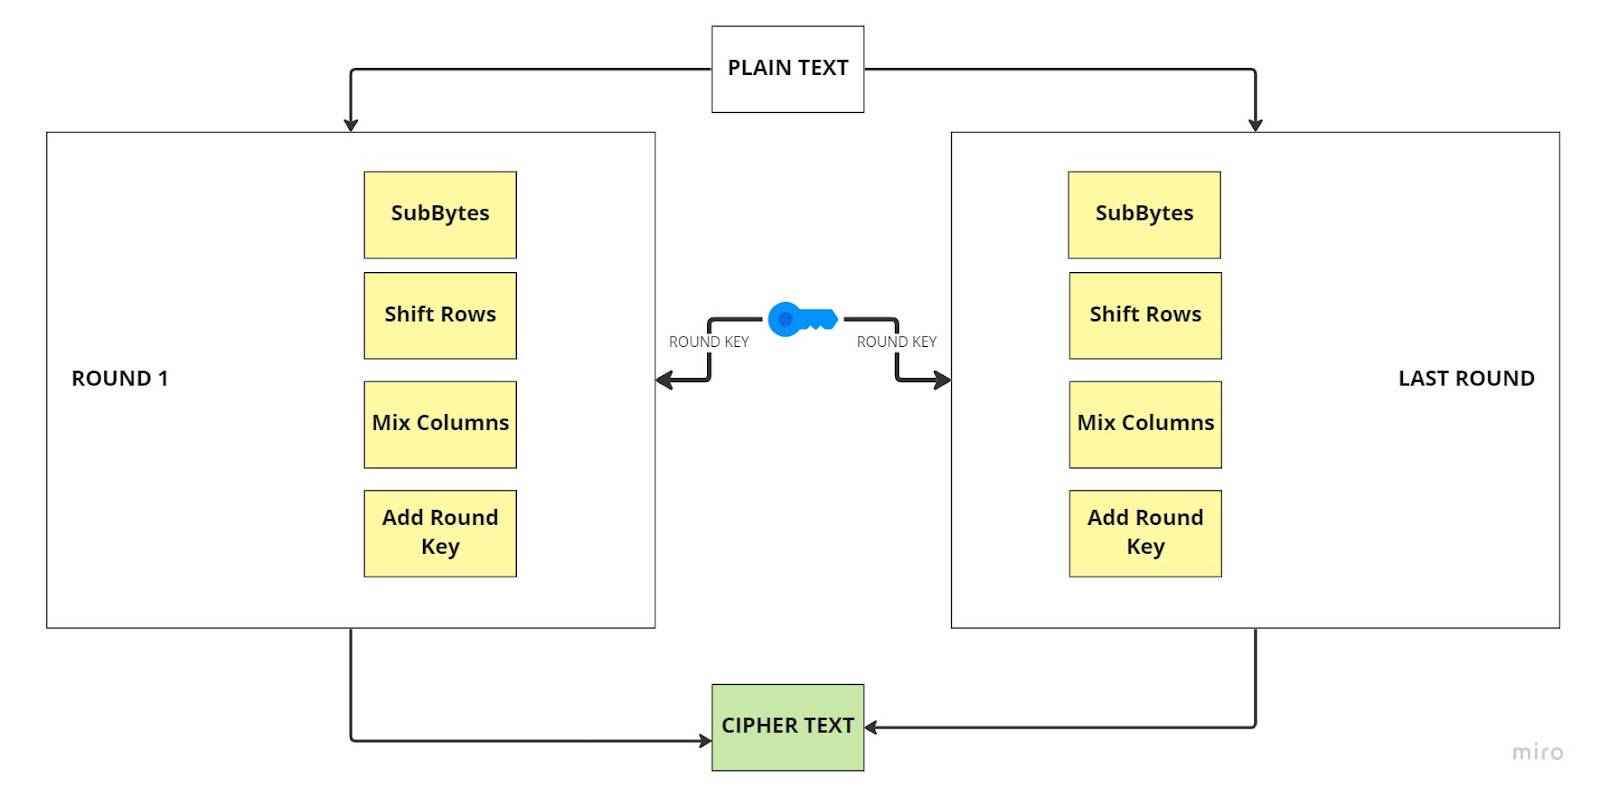 PLAIN TEXT
SubBytes
Shift Rows
ROUND 1
Mix Columns
Add Round
Key
ROUND KEY
ROUND KEY
SubBytes
Shift Rows
LAST ROUND
Mix Columns
Add Round
Key
CIPHER TEXT
miro